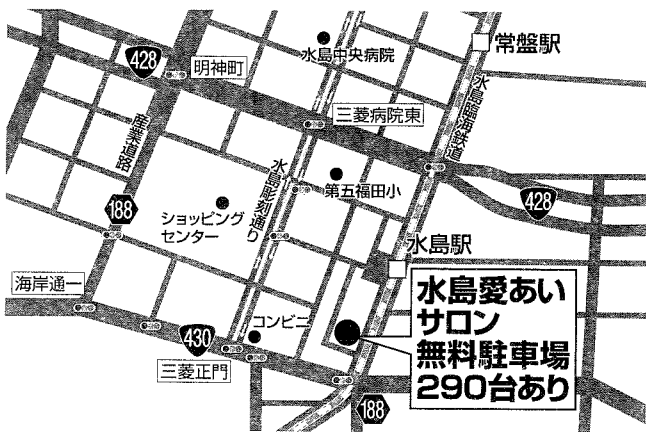 常盤駅
水島中央病院
428
明神町
水島臨海鉄道
三菱病院東
産業道路
水島彫刻通り
第五福田小
428
188
ショッピング
センター
水島駅
海岸通一
水島愛あい
サロン
無料駐車場
290台あり
コンビニ
430
三菱正門
188